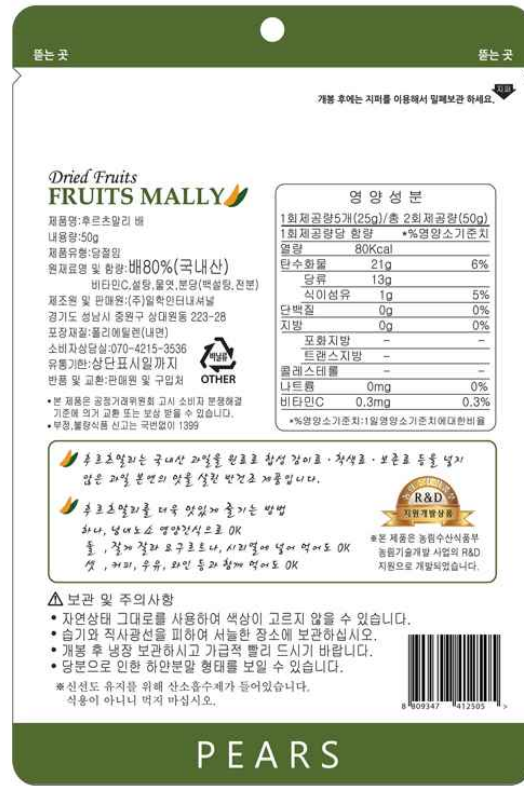 뜯는 곳
뜯는 곳
개봉 후에는 지퍼를 이용해서 밀폐보관 하세요.
지퍼
Dried Fruits
FRUITS MALLY
제품명:후르츠말리 배
내용량:50g
제품유형:당절임
원재료명 및 함량:배80%(국내산)
비타민C,설탕,물엿,분당(백설탕,전분)
제조원 및 판매원:(주)일학인터내셔널
경기도 성남시 중원구 상대원동 223-28
포장재질:폴리에틸렌(내면)
소비자상담실:070-4215-3536
유통기한:상단표시일까지
반품 및 교환:판매원 및 구입처
비닐류
OTHER
• 본 제품은 공정거래위원회 고시 소비자 분쟁해결
기준에 의거 교환 또는 보상 받을 수 있습니다.
• 부정,불량식품 신고는 국번없이 1399
영 양 성 분
1회제공량5개(25g)/총 2회제공량(50g)
1회제공량당 함량 *%영양소기준치
열량 80Kcal
탄수화물 21g 6%
당류 13g
식이섬유 1g 5%
단백질 0g 0%
지방 0g 0%
포화지방 – –
트랜스지방 –
콜레스테롤 – –
나트륨 0mg 0%
비타민C 0.3mg 0.3%
*%영양소기준치:1일영양소기준치에대한비율
후르츠말리는 국내산 과일을 원료로 합성 감미료 · 착색료 · 보존료 등을 넣지
않은 과일 본연의 맛을 살린 반건조 제품입니다.
후르츠말리를 더욱 맛있게 즐기는 방법
하나, 남녀노소 영양간식으로 OK
둘 , 잘게 잘라 요구르트나, 시리얼에 넣어 먹어도 OK
셋 , 커피, 우유, 와인 등과 함께 먹어도 OK
R&D
지원개발상품
※본 제품은 농림수산식품부
농림기술개발 사업의 R&D
지원으로 개발되었습니다.
보관 및 주의사항
• 자연상태 그대로를 사용하여 색상이 고르지 않을 수 있습니다.
• 습기와 직사광선을 피하여 서늘한 장소에 보관하십시오.
• 개봉 후 냉장 보관하시고 가급적 빨리 드시기 바랍니다.
• 당분으로 인한 하얀분말 형태를 보일 수 있습니다.
※신선도 유지를 위해 산소흡수제가 들어있습니다.
식용이 아니니 먹지 마십시오.
8 809347 412505 >
PEARS